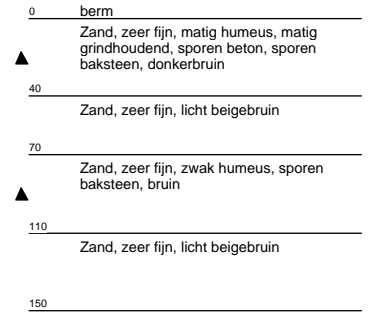 0 berm
Zand, zeer fijn, matig humeus, matig
grindhoudend, sporen beton, sporen
baksteen, donkerbruin
40
Zand, zeer fijn, licht beigebruin
70
Zand, zeer fijn, zwak humeus, sporen
baksteen, bruin
110
Zand, zeer fijn, licht beigebruin
150